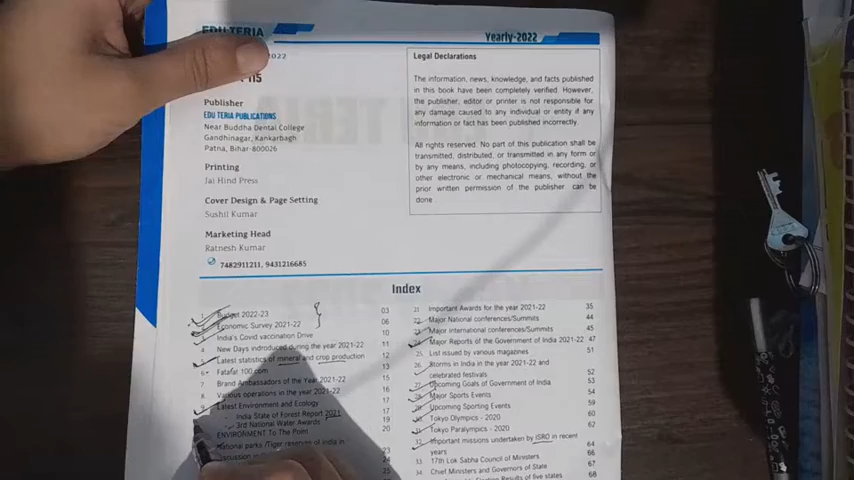 EDU TERIA
Yearly-2022
2022
115
Publisher
EDU TERIA PUBLICATIONS
Near Buddha Dental College
Gandhinagar, Kankarbagh
Patna, Bihar-800026
Printing
Jai Hind Press
Cover Design & Page Setting
Sushil Kumar
Marketing Head
Ratnesh Kumar
7482911211, 9431216685
Legal Declarations
The information, news, knowledge, and facts published
in this book have been completely verified. However,
the publisher, editor or printer is not responsible for
any damage caused to any individual or entity if any
information or fact has been published incorrectly.
All rights reserved. No part of this publication shall be
transmitted, distributed, or transmitted in any form or
by any means, including photocopying, recording, or
other electronic or mechanical means, without the
prior written permission of the publisher can be
done
Index
1 Budget 2022-23 03
Economic Survey 2021-22 06
3 India's Covid vaccination Drive 10
4 New Days indroduced during the year 2021-22 11
5 Latest statistics of mineral and crop production 12
6 Fatafat 100.com 13
7 Brand Ambassadors of the Year 2021-22 15
8 Various operations in the year 2021-22 16
9 Latest Environment and Ecology 17
- India State of Forest Report 2021 17
- 3rd National Water Awards 19
ENVIRONMENT To The Point 20
National parks/Tiger reserves of India in
23
21 Important Awards for the year 2021-22 35
22 Major National conferences/Summits 44
23 Major International conferences/Summits 45
24 Major Reports of the Government of India 2021-22 47
25 List issued by various magazines 51
26 Storms in India in the year 2021-22 and
celebrated festivals 52
27 Upcoming Goals of Government of India 53
28 Major Sports Events 54
29 Upcoming Sporting Events 59
30 Tokyo Olympics - 2020 60
31 Tokyo Paralympics - 2020 62
32 Important missions undertaken by ISRO in recent
years 64
33 17th Lok Sabha Council of Ministers 66
34 Chief Ministers and Governors of State 67
Election Results of five states 68